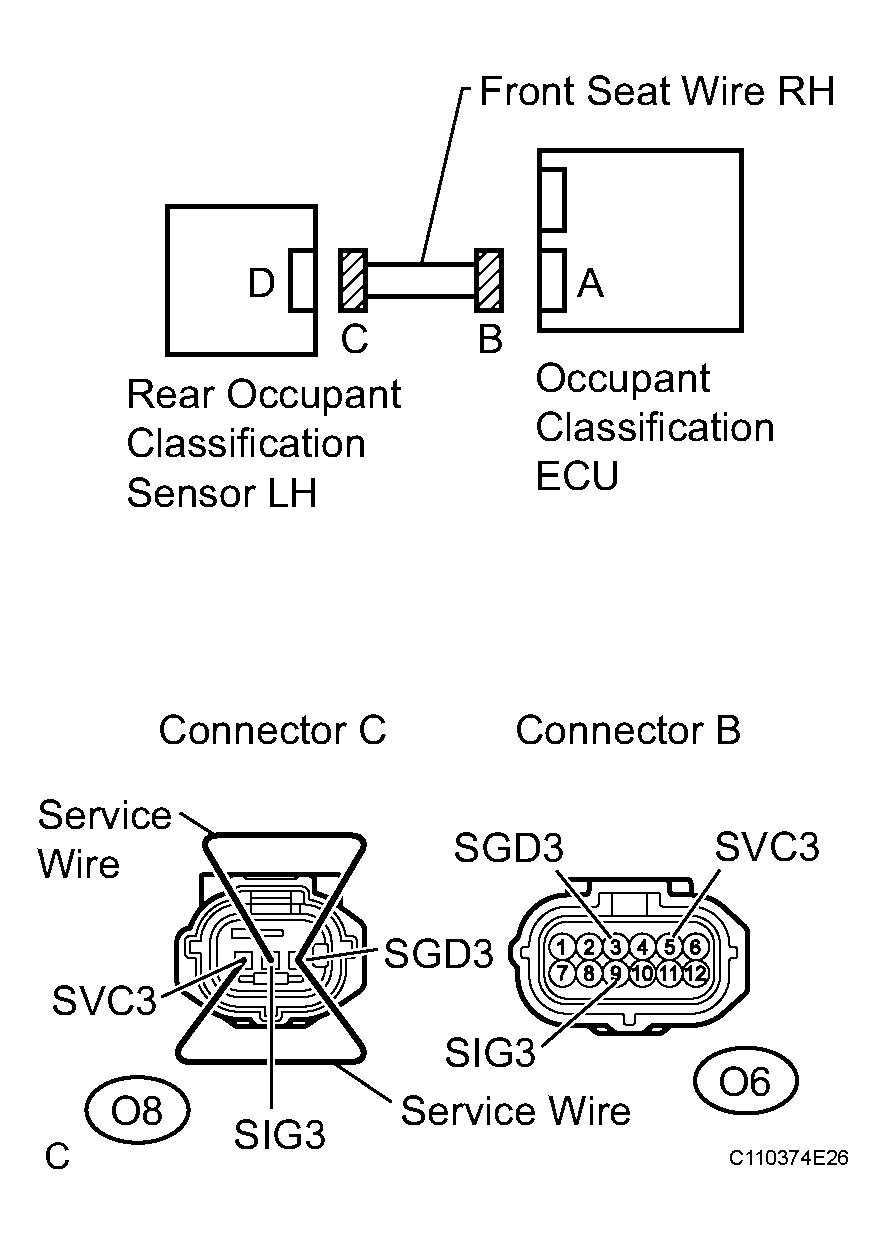 Front Seat Wire RH
D
A
C
B
Rear Occupant
Classification
Sensor LH
Occupant
Classification
ECU
Connector C
Connector B
Service
Wire
SGD3
SVC3
SGD3
SVC3
1 2 3 4 5 6
7 8 9 10 11 12
SIG3
SIG3
Service Wire
O8
O6
C
C110374E26